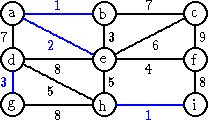 a 1 b 7 c
7 2 3 6 9
d 8 e 4 f
3 5 5 8
g 8 h 1 i